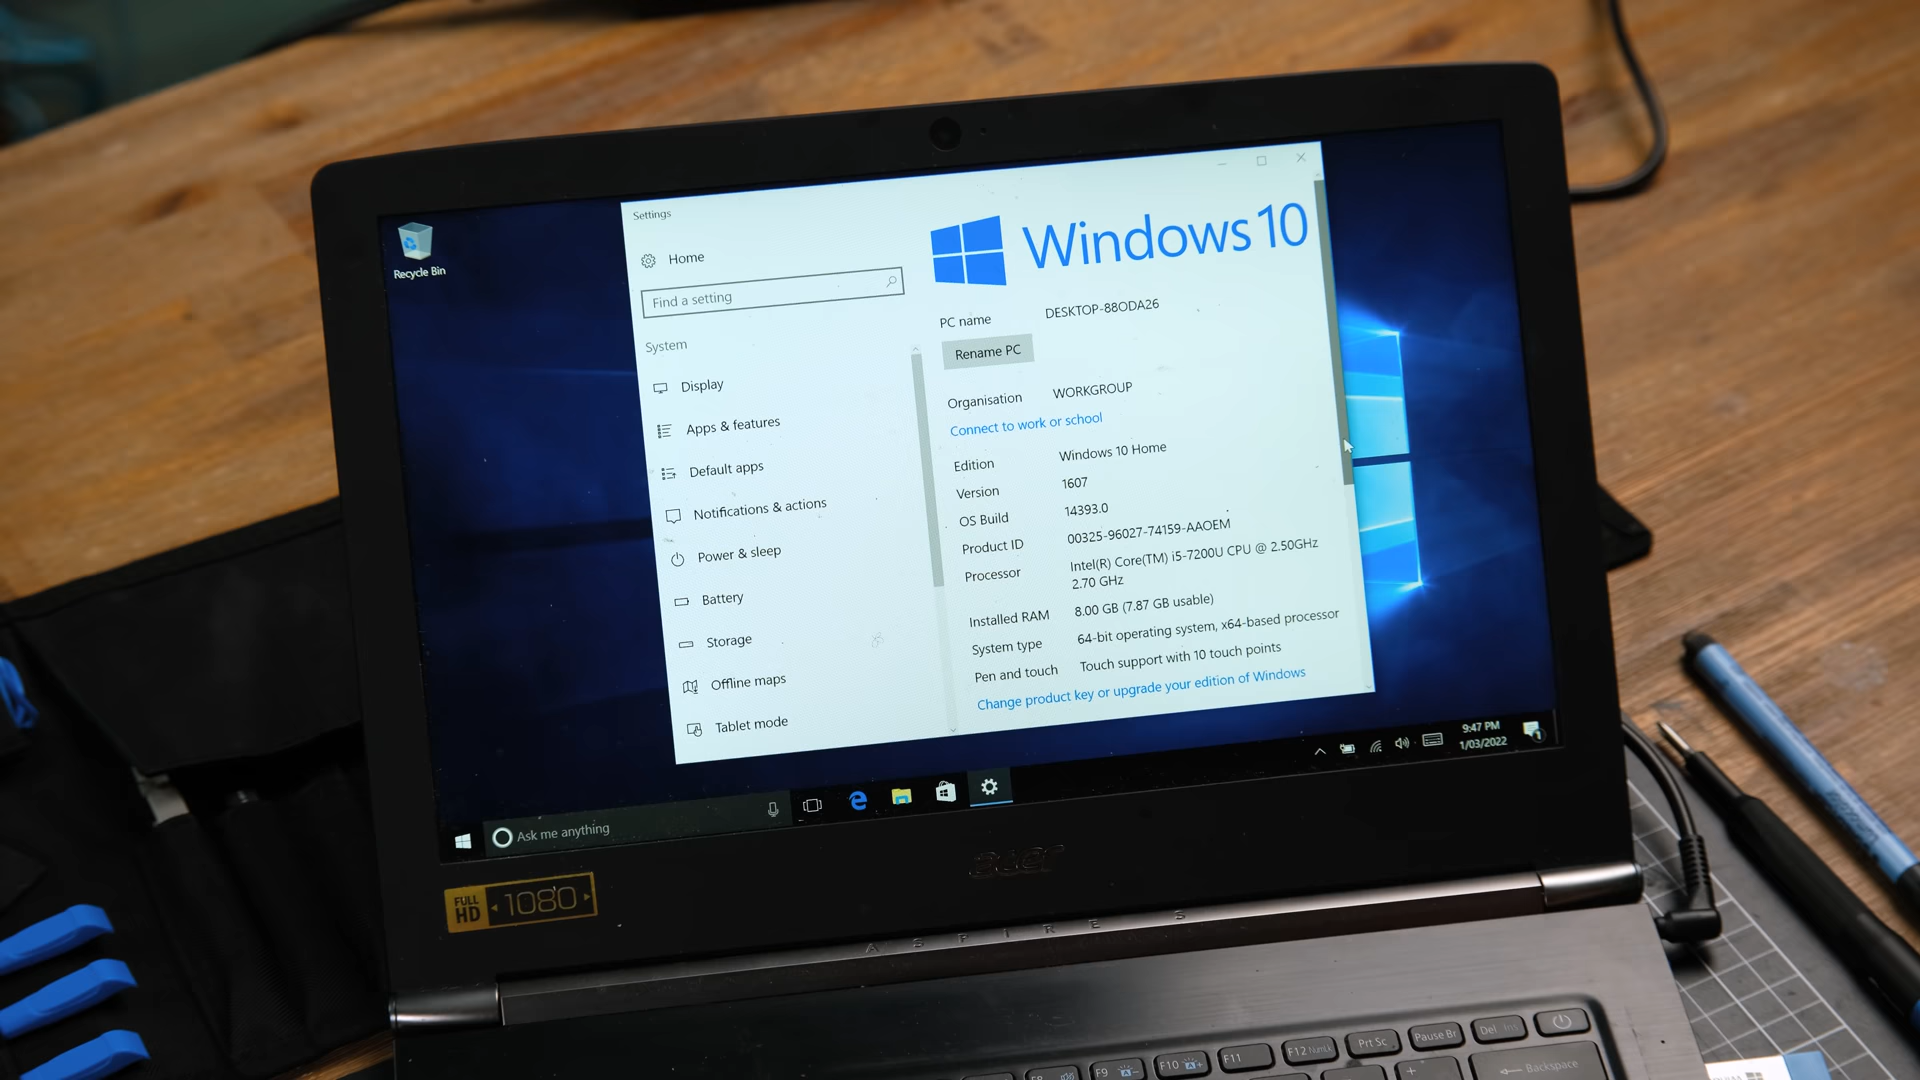 Recycle Bin
Settings
Home
Find a setting
System
Display
Apps & features
Default apps
Notifications & actions
Power & sleep
Battery
Storage
Offline maps
Tablet mode
Windows 10
PC name DESKTOP-88ODA26
Rename PC
Organisation WORKGROUP
Connect to work or school
Edition Windows 10 Home
Version 1607
OS Build 14393.0
Product ID 00325-96027-74159-AAOEM
Processor Intel(R) Core(TM) i5-7200U CPU @ 2.50GHz
2.70 GHz
Installed RAM 8.00 GB (7.87 GB usable)
System type 64-bit operating system, x64-based processor
Pen and touch Touch support with 10 touch points
Change product key or upgrade your edition of Windows
Ask me anything
9:47 PM
1/03/2022
1
acer
FULL HD 1080
ASPIRE S
F8 F9 F10 F11 F12 NumLk Prt Sc Pause Br Del Ins
+ Backspace